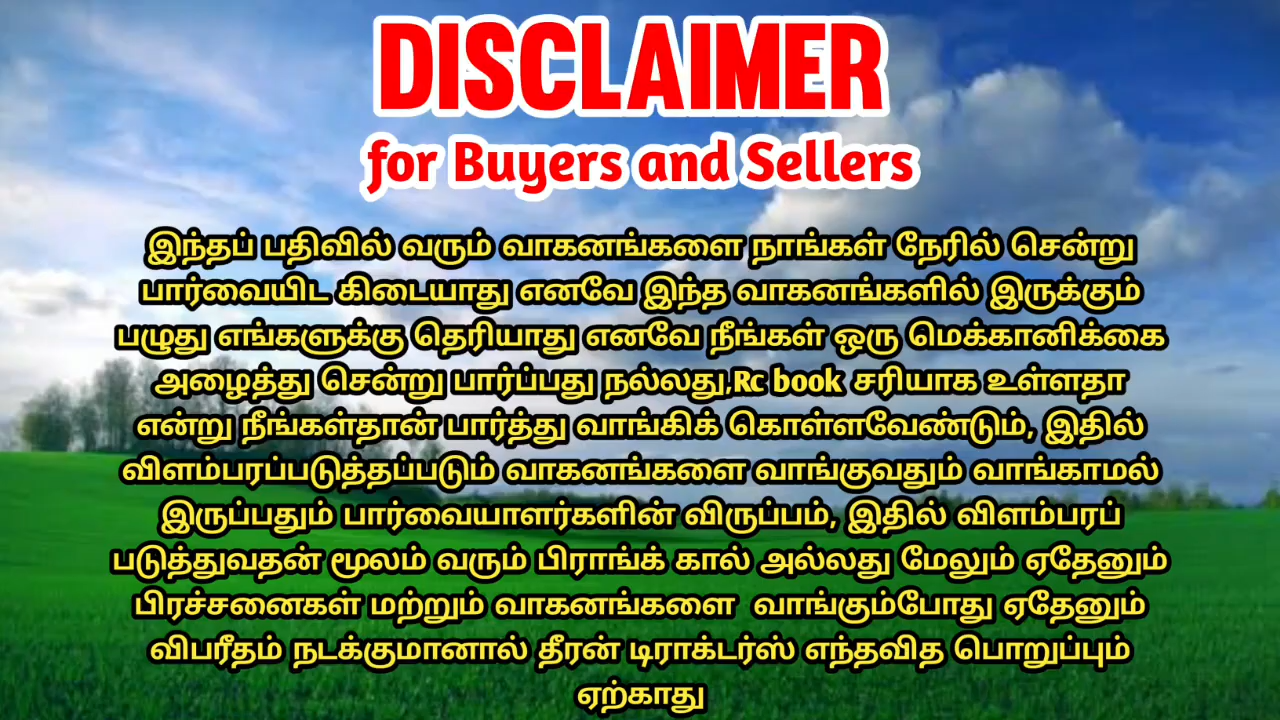 DISCLAIMER
for Buyers and Sellers
இந்தப் பதிவில் வரும் வாகனங்களை நாங்கள் நேரில் சென்று
பார்வையிட கிடையாது எனவே இந்த வாகனங்களில் இருக்கும்
பழுது எங்களுக்கு தெரியாது எனவே நீங்கள் ஒரு மெக்கானிக்கை
அழைத்து சென்று பார்ப்பது நல்லது,Rc book சரியாக உள்ளதா
என்று நீங்கள்தான் பார்த்து வாங்கிக் கொள்ளவேண்டும், இதில்
விளம்பரப்படுத்தப்படும் வாகனங்களை வாங்குவதும் வாங்காமல்
இருப்பதும் பார்வையாளர்களின் விருப்பம், இதில் விளம்பரப்
படுத்துவதன் மூலம் வரும் பிராங்க் கால் அல்லது மேலும் ஏதேனும்
பிரச்சனைகள் மற்றும் வாகனங்களை வாங்கும்போது ஏதேனும்
விபரீதம் நடக்குமானால் தீரன் டிராக்டர்ஸ் எந்தவித பொறுப்பும்
ஏற்காது